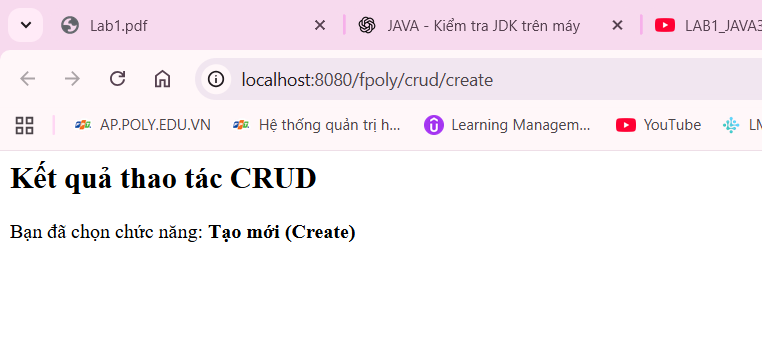 Lab1.pdf
JAVA - Kiểm tra JDK trên máy
LAB1_JAVA3
localhost:8080/fpoly/crud/create
AP.POLY.EDU.VN
Hệ thống quản trị h...
Learning Managem...
YouTube
LM
Kết quả thao tác CRUD
Bạn đã chọn chức năng: Tạo mới (Create)